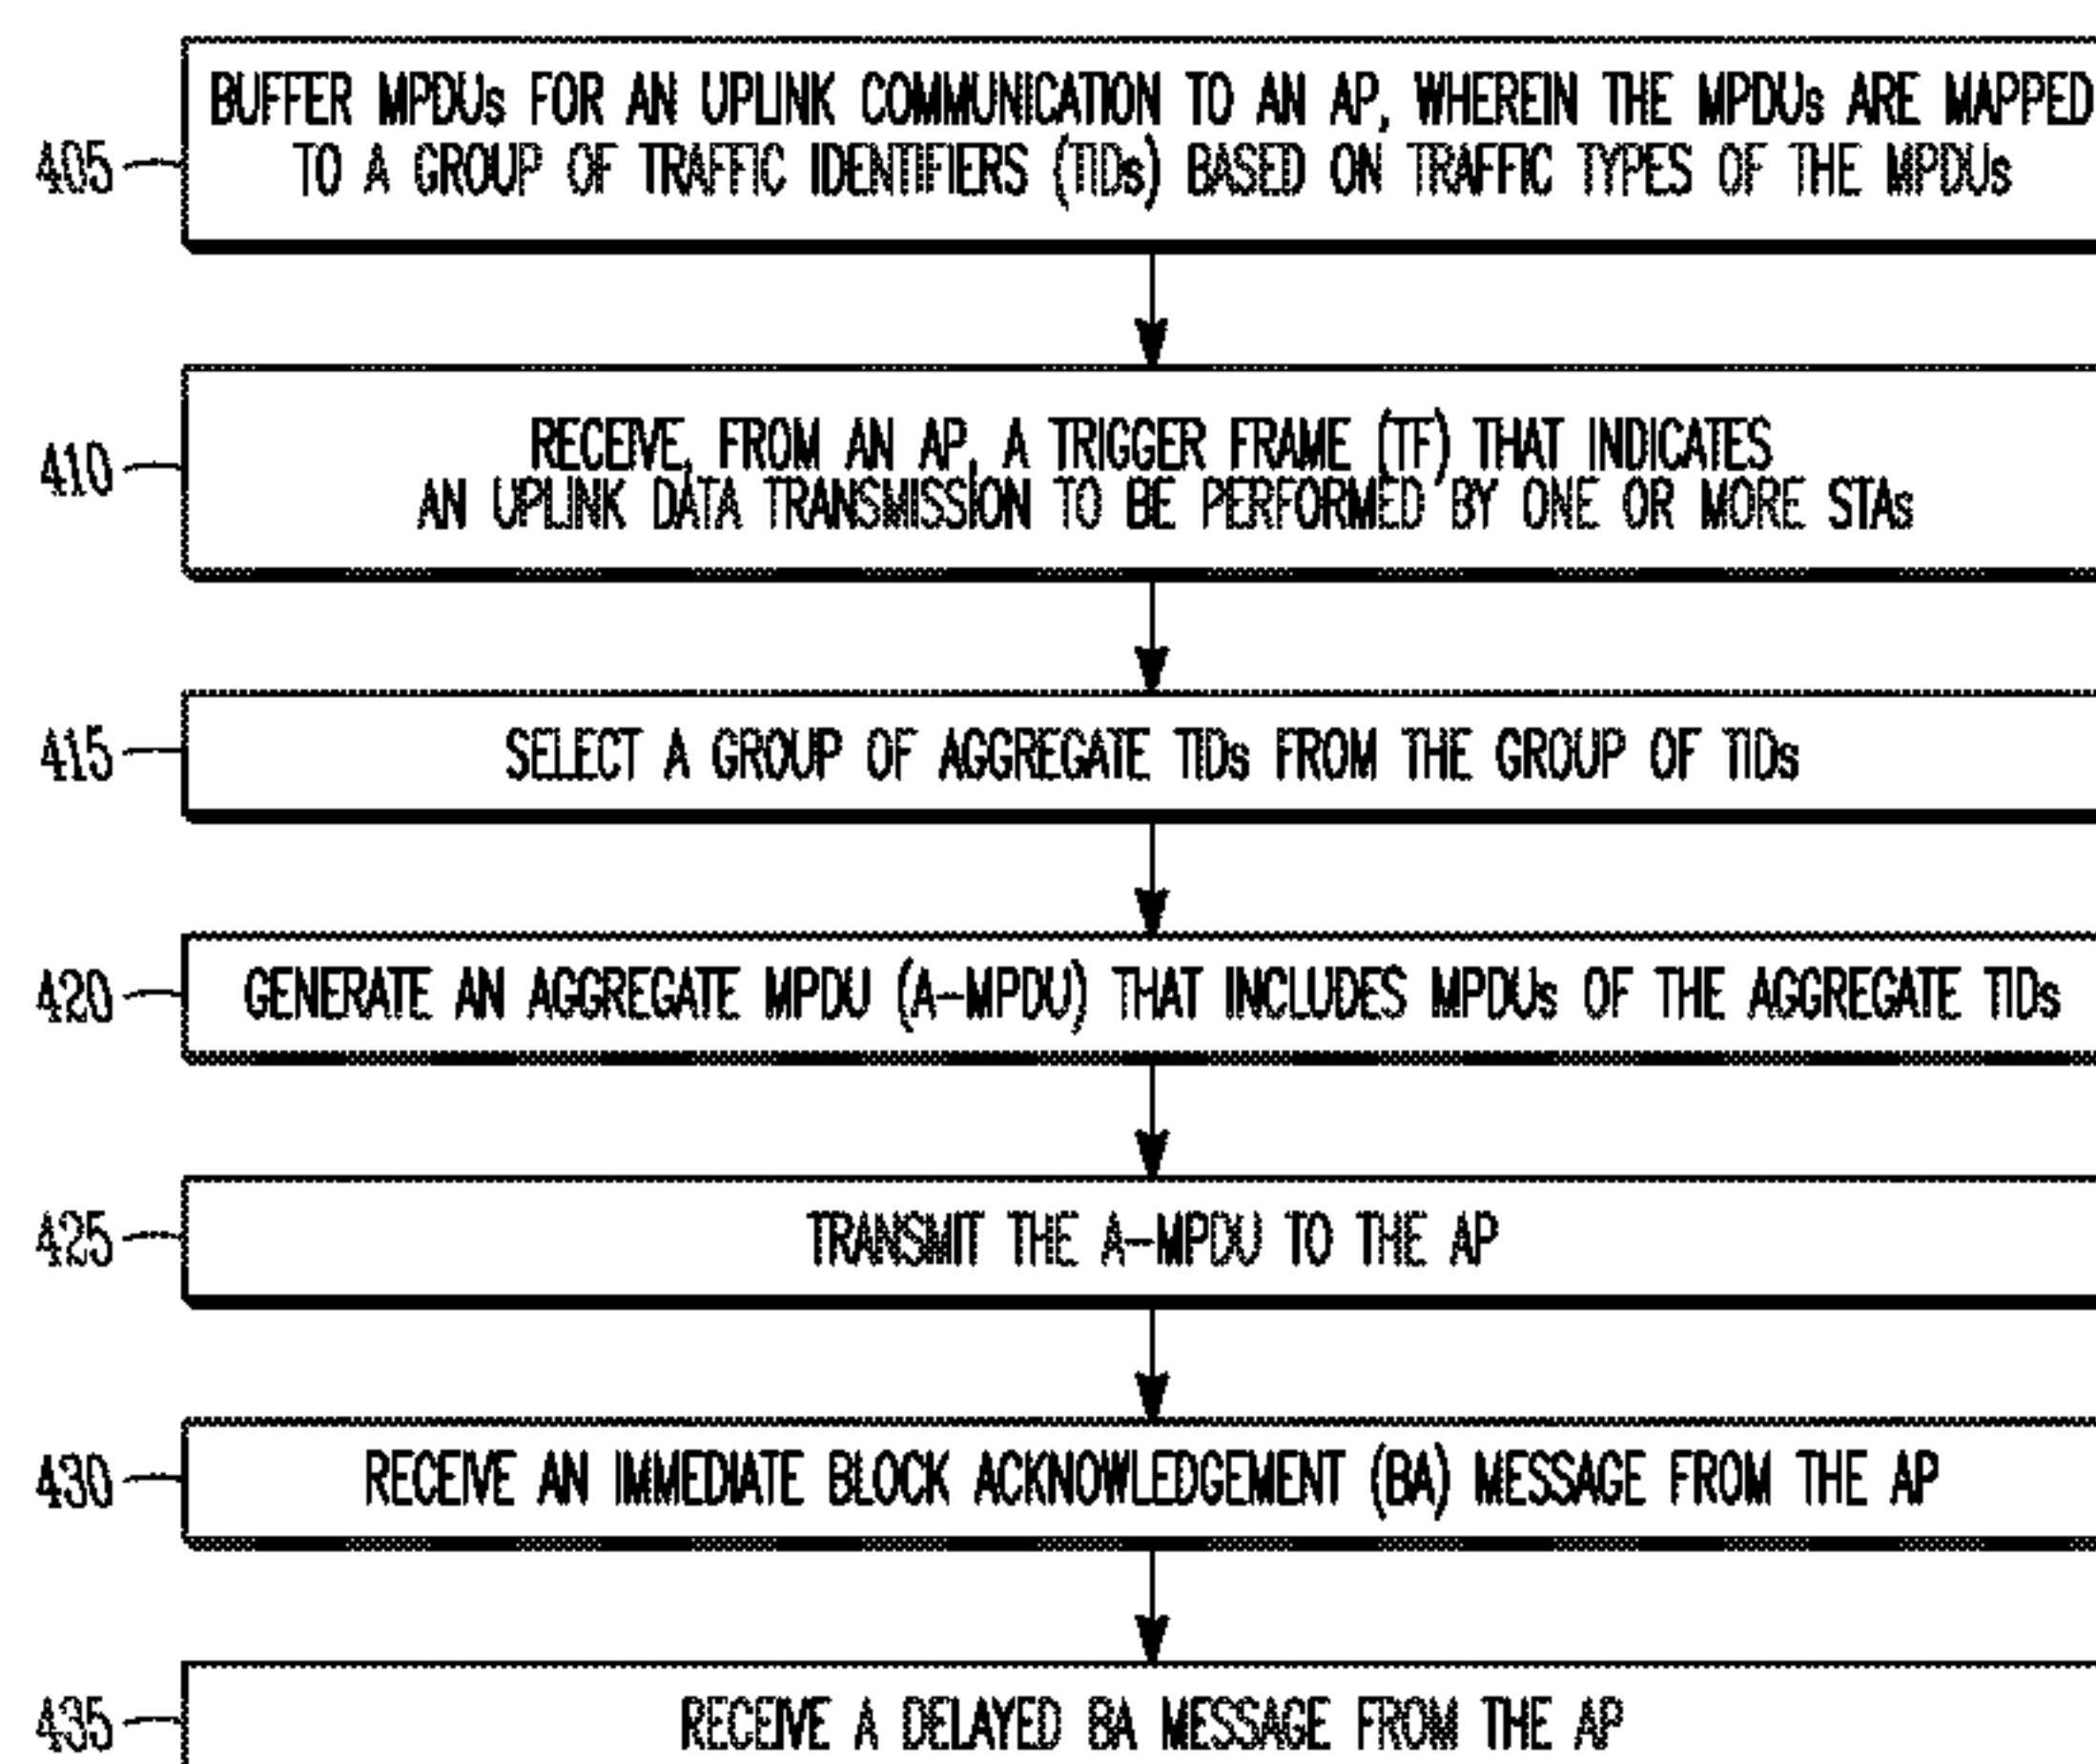 BUFFER MPDUs FOR AN UPLINK COMMUNICATION TO AN AP, WHEREIN THE MPDUs ARE MAPPED
405 TO A GROUP OF TRAFFIC IDENTIFIERS (TIDs) BASED ON TRAFFIC TYPES OF THE MPDUs
410 RECEIVE, FROM AN AP, A TRIGGER FRAME (TF) THAT INDICATES
AN UPLINK DATA TRANSMISSION TO BE PERFORMED BY ONE OR MORE STAs
415 SELECT A GROUP OF AGGREGATE TIDs FROM THE GROUP OF TIDs
420 GENERATE AN AGGREGATE MPDU (A-MPDU) THAT INCLUDES MPDUs OF THE AGGREGATE TIDs
425 TRANSMIT THE A-MPDU TO THE AP
430 RECEIVE AN IMMEDIATE BLOCK ACKNOWLEDGEMENT (BA) MESSAGE FROM THE AP
435 RECEIVE A DELAYED BA MESSAGE FROM THE AP